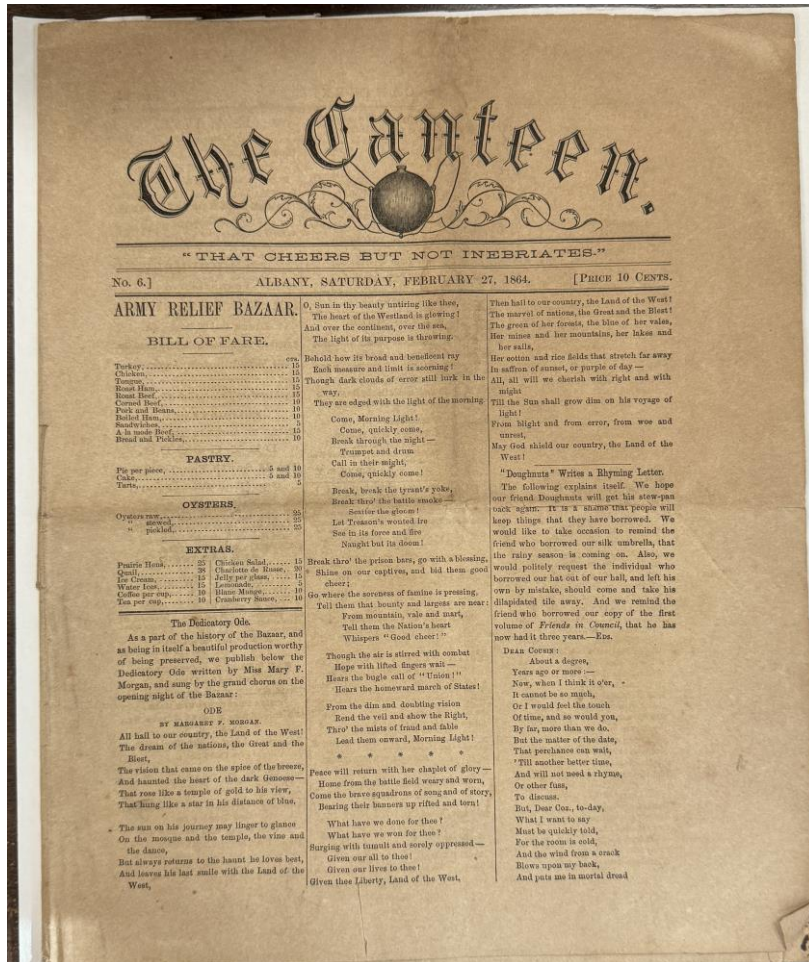 The Canteen.
"THAT CHEERS BUT NOT INEBRIATES."
No. 6.] ALBANY, SATURDAY, FEBRUARY 27, 1864. [PRICE 10 CENTS.
ARMY RELIEF BAZAAR.
BILL OF FARE.
CTS.
Turkey, 15
Chicken, 15
Tongue, 15
Roast Ham, 15
Roast Beef, 15
Corned Beef, 10
Pork and Beans, 10
Boiled Ham, 10
Sandwiches, 5
A la mode Beef, 15
Bread and Pickles, 10
PASTRY.
Pie per piece, 5 and 10
Cake, 5 and 10
Tarts, 5
OYSTERS.
Oysters raw, 25
" stewed, 25
" pickled, 25
EXTRAS.
Prairie Hens, 25 Chicken Salad, 15
Quail, Charlotte de Russe, 20
Ice Cream, 15 Jelly per glass, 15
Water Ices, 15 Lemonade, 5
Coffee per cup, 10 Blanc Monge, 10
Tea per cup, 10 Cranberry Sauce, 10
The Dedicatory Ode.
As a part of the history of the Bazaar, and
as being in itself a beautiful production worthy
of being preserved, we publish below the
Dedicatory Ode written by Miss Mary F.
Morgan, and sung by the grand chorus on the
opening night of the Bazaar:
ODE
BY MARGARET F. MORGAN.
All hail to our country, the Land of the West!
The dream of the nations, the Great and the
Blest,
The vision that came on the spice of the breeze,
And haunted the heart of the dark Genoese—
That rose like a temple of gold to his view,
That hung like a star in his distance of blue,
The sun on his journey may linger to glance
On the mosque and the temple, the vine and
the dance,
But always returns to the haunt he loves best,
And leaves his last smile with the Land of the
West,
O, Sun in thy beauty untiring like thee,
The heart of the Westland is glowing!
And over the continent, over the sea,
The light of its purpose is throwing.
Behold how its broad and beneficent ray
Each measure and limit is scorning!
Though dark clouds of error still lurk in the
way,
They are edged with the light of the morning.
Come, Morning Light!
Come, quickly come,
Break through the night—
Trumpet and drum
Call in their might,
Come, quickly come!
Break, break the tyrant's yoke,
Break thro' the battle smoke—
Scatter the gloom!
Let Treason's wonted ire
See in its force and fire
Naught but its doom!
Break thro' the prison bars, go with a blessing,
Shine on our captives, and bid them good
cheer;
Go where the soreness of famine is pressing,
Tell them that bounty and largess are near:
From mountain, vale and mart,
Tell them the Nation's heart
Whispers "Good cheer!"
Though the air is stirred with combat
Hope with lifted fingers wait—
Hears the bugle call of "Union!"
Hears the homeward march of States!
From the dim and doubting vision
Rend the veil and show the Right,
Thro' the mists of fraud and fable
Lead them onward, Morning Light!
* * * * *
Peace will return with her chaplet of glory—
Home from the battle field weary and worn,
Come the brave squadrons of song and of story,
Bearing their banners up rifted and torn!
What have we done for thee?
What have we won for thee?
Surging with tumult and sorely oppressed—
Given our all to thee!
Given our lives to thee!
Given thee Liberty, Land of the West,
Then hail to our country, the Land of the West!
The marvel of nations, the Great and the Blest!
The green of her forests, the blue of her vales,
Her mines and her mountains, her lakes and
her sails,
Her cotton and rice fields that stretch far away
In saffron of sunset, or purple of day—
All, all will we cherish with right and with
might
Till the Sun shall grow dim on his voyage of
light!
From blight and from error, from woe and
unrest,
May God shield our country, the Land of the
West!
"Doughnuts" Writes a Rhyming Letter.
The following explains itself. We hope
our friend Doughnuts will get his stew-pan
back again. It is a shame that people will
keep things that they have borrowed. We
would like to take occasion to remind the
friend who borrowed our silk umbrella, that
the rainy season is coming on. Also, we
would politely request the individual who
borrowed our hat out of our hall, and left his
own by mistake, should come and take his
dilapidated tile away. And we remind the
friend who borrowed our copy of the first
volume of Friends in Council, that he has
now had it three years.—EDS.
DEAR COUSIN:
About a degree,
Years ago or more:—
Now, when I think it o'er,
It cannot be so much,
Or I would feel the touch
Of time, and so would you,
By far, more than we do.
But the matter of the date,
That perchance can wait,
'Till another better time,
And will not need a rhyme,
Or other fuss,
To discuss.
But, Dear Coz., to-day,
What I want to say
Must be quickly told,
For the room is cold,
And the wind from a crack
Blows upon my back,
And puts me in mortal dread